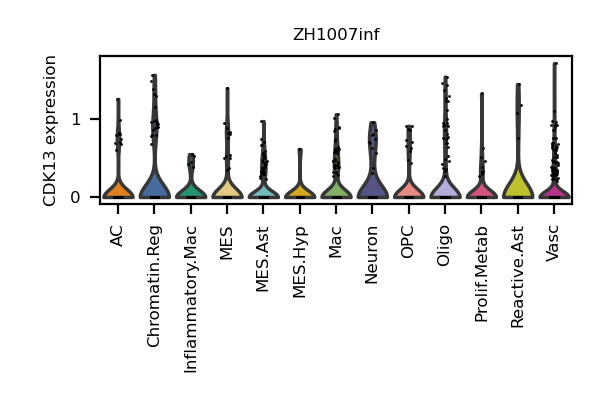 ZH1007inf
CDK13 expression
1
0
AC
Chromatin.Reg
Inflammatory.Mac
MES
MES.Ast
MES.Hyp
Mac
Neuron
OPC
Oligo
Prolif.Metab
Reactive.Ast
Vasc